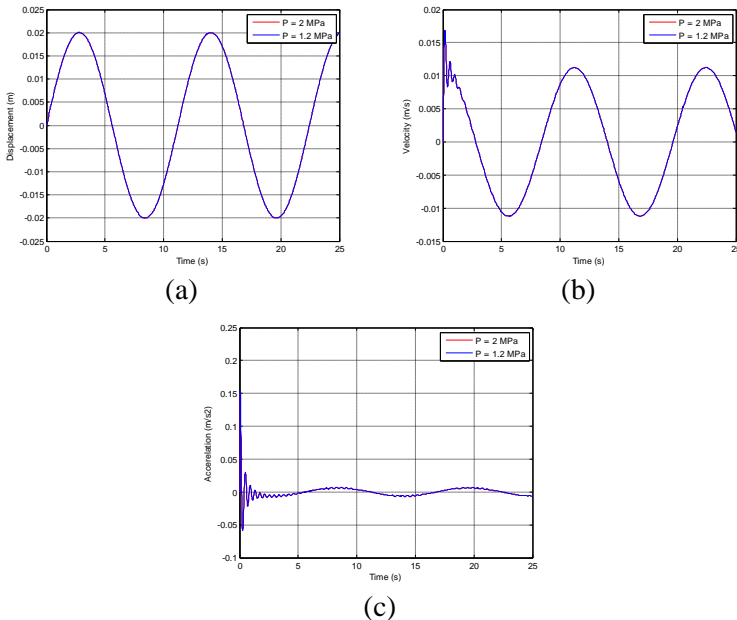 0.025
0.02
0.015
0.01
0.005
0
-0.005
-0.01
-0.015
-0.02
-0.025
Displacement (m)
P = 2 MPa
P = 1.2 MPa
0 5 10 15 20 25
Time (s)
(a)
0.02
0.015
0.01
0.005
0
-0.005
-0.01
-0.015
Velocity (m/s)
P = 2 MPa
P = 1.2 MPa
0 5 10 15 20 25
Time (s)
(b)
0.25
0.2
0.15
0.1
0.05
0
-0.05
-0.1
Accerelation (m/s2)
P = 2 MPa
P = 1.2 MPa
0 5 10 15 20 25
Time (s)
(c)